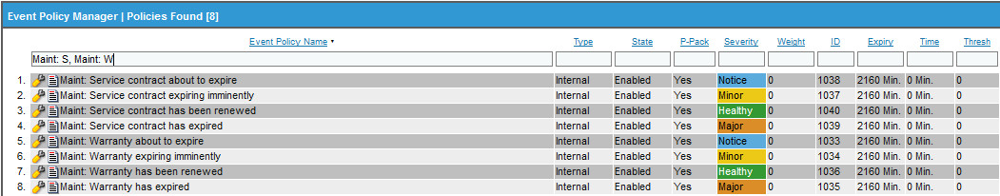 Event Policy Manager | Policies Found [8]
Event Policy Name Type State P-Pack Severity Weight ID Expiry Time Thresh
Maint: S, Maint: W
1. Maint: Service contract about to expire Internal Enabled Yes Notice 0 1038 2160 Min. 0 Min. 0
2. Maint: Service contract expiring imminently Internal Enabled Yes Minor 0 1037 2160 Min. 0 Min. 0
3. Maint: Service contract has been renewed Internal Enabled Yes Healthy 0 1040 2160 Min. 0 Min. 0
4. Maint: Service contract has expired Internal Enabled Yes Major 0 1039 2160 Min. 0 Min. 0
5. Maint: Warranty about to expire Internal Enabled Yes Notice 0 1033 2160 Min. 0 Min. 0
6. Maint: Warranty expiring imminently Internal Enabled Yes Minor 0 1034 2160 Min. 0 Min. 0
7. Maint: Warranty has been renewed Internal Enabled Yes Healthy 0 1036 2160 Min. 0 Min. 0
8. Maint: Warranty has expired Internal Enabled Yes Major 0 1035 2160 Min. 0 Min. 0